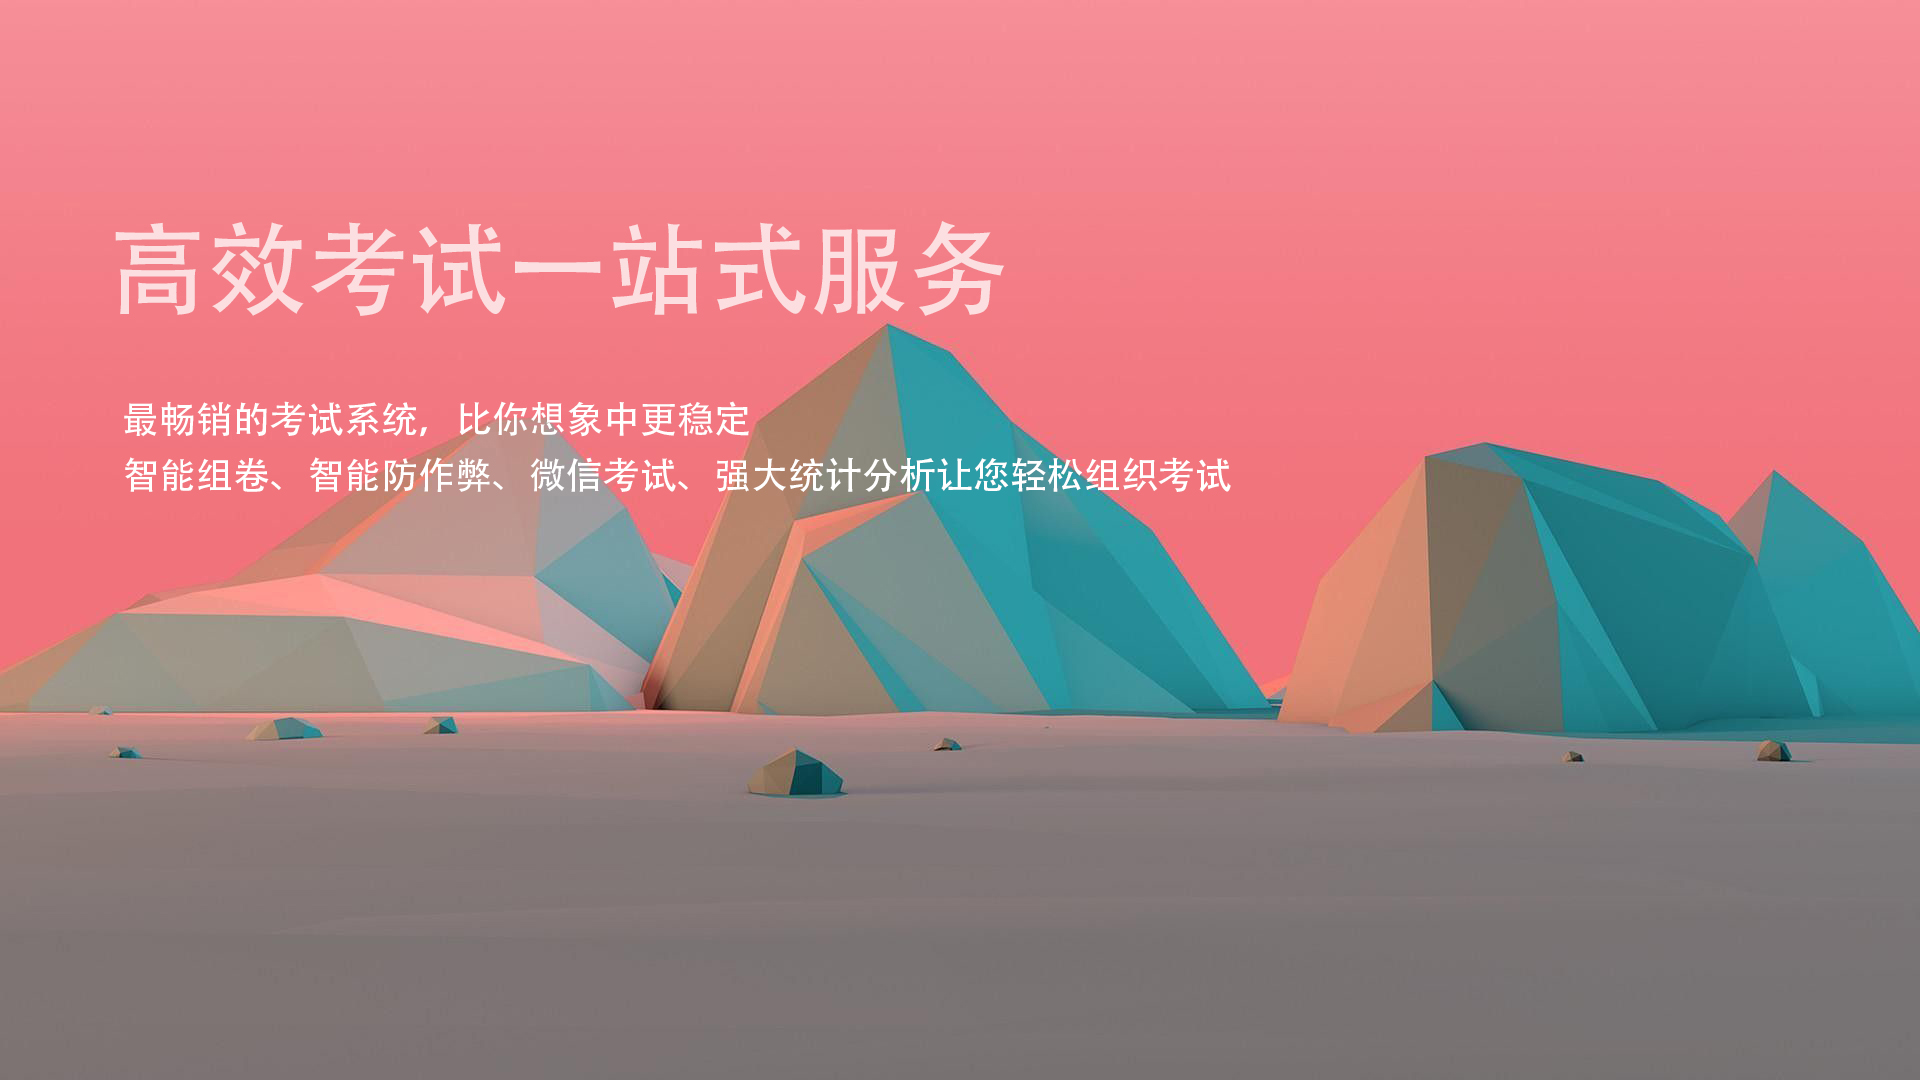 高效考试一站式服务
最畅销的考试系统，比你想象中更稳定
智能组卷、智能防作弊、微信考试、强大统计分析让您轻松组织考试